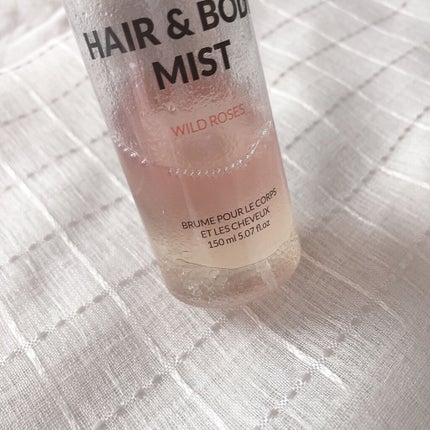 HAIR & BOD
MIST
WILD ROSES
BRUME POUR LE CORPS
ET LES CHEVEUX
150 ml 5.07 fl.oz